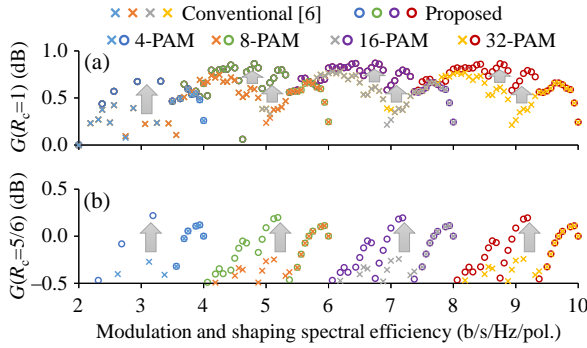 Conventional [6] Proposed
4-PAM 8-PAM 16-PAM 32-PAM
G(Rc=1) (dB)
1.0
0.5
0.0
(a)
G(Rc=5/6) (dB)
0.5
0.0
−0.5
(b)
2 3 4 5 6 7 8 9 10
Modulation and shaping spectral efficiency (b/s/Hz/pol.)